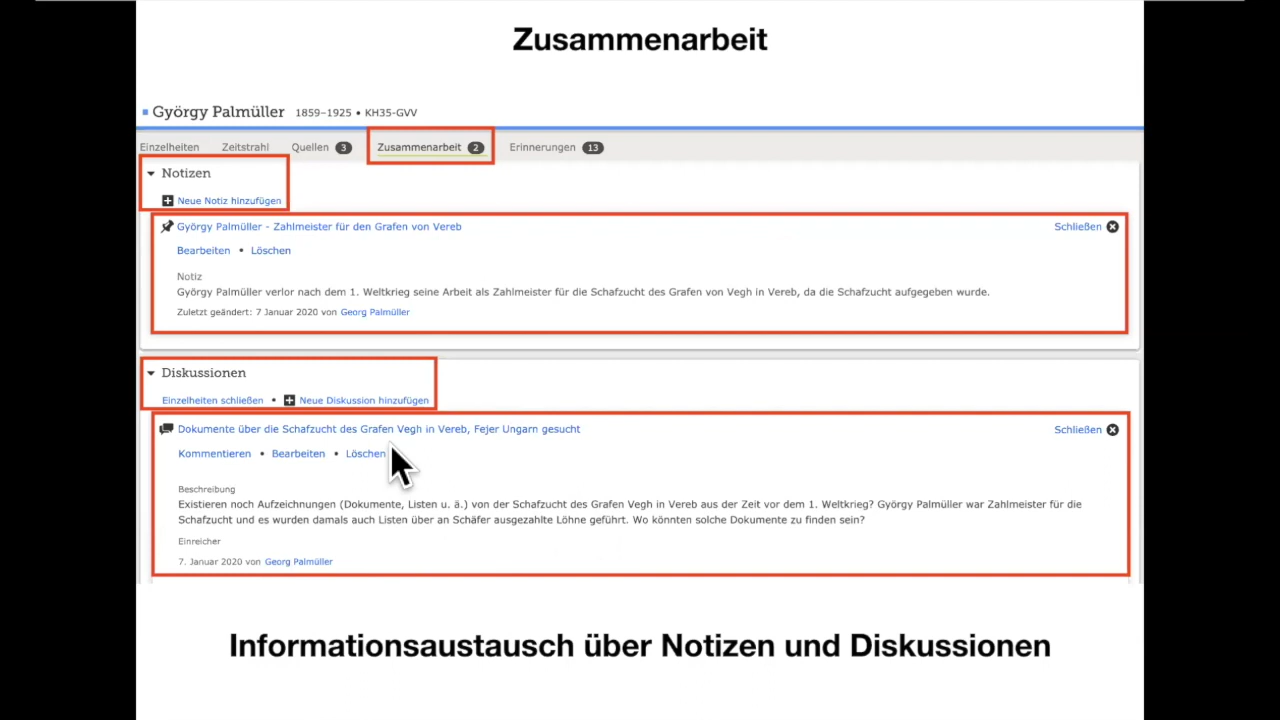 Zusammenarbeit
György Palmüller 1859–1925 • KH35-GVV
Einzelheiten Zeitstrahl Quellen 3 Zusammenarbeit 2 Erinnerungen 13
Notizen
Neue Notiz hinzufügen
György Palmüller - Zahlmeister für den Grafen von Vereb Schließen
Bearbeiten • Löschen
Notiz
György Palmüller verlor nach dem 1. Weltkrieg seine Arbeit als Zahlmeister für die Schafzucht des Grafen von Vegh in Vereb, da die Schafzucht aufgegeben wurde.
Zuletzt geändert: 7 Januar 2020 von Georg Palmüller
Diskussionen
Einzelheiten schließen • Neue Diskussion hinzufügen
Dokumente über die Schafzucht des Grafen Vegh in Vereb, Fejer Ungarn gesucht Schließen
Kommentieren • Bearbeiten • Löschen
Beschreibung
Existieren noch Aufzeichnungen (Dokumente, Listen u. ä.) von der Schafzucht des Grafen Vegh in Vereb aus der Zeit vor dem 1. Weltkrieg? György Palmüller war Zahlmeister für die
Schafzucht und es wurden damals auch Listen über an Schäfer ausgezahlte Löhne geführt. Wo könnten solche Dokumente zu finden sein?
Einreicher
7. Januar 2020 von Georg Palmüller
Informationsaustausch über Notizen und Diskussionen